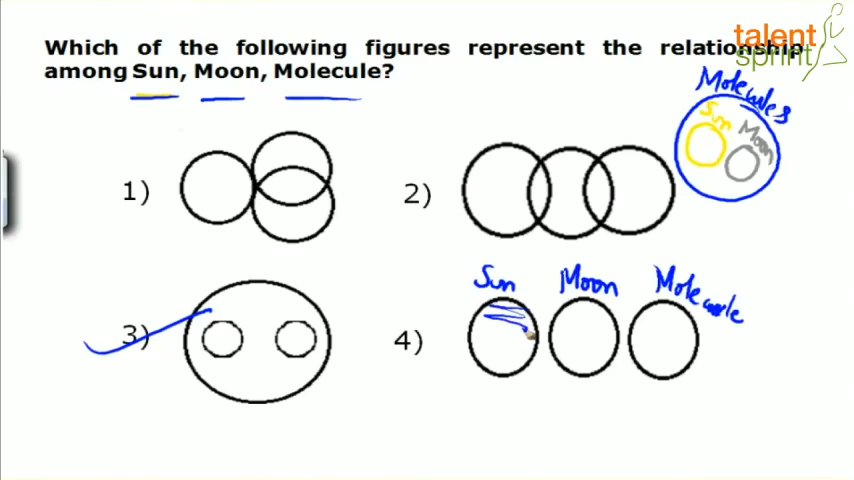 talent
sprint
Which of the following figures represent the relationship
among Sun, Moon, Molecule?
Molecules
Sun
Moon
1)
2)
Sun Moon Molecule
3)
4)